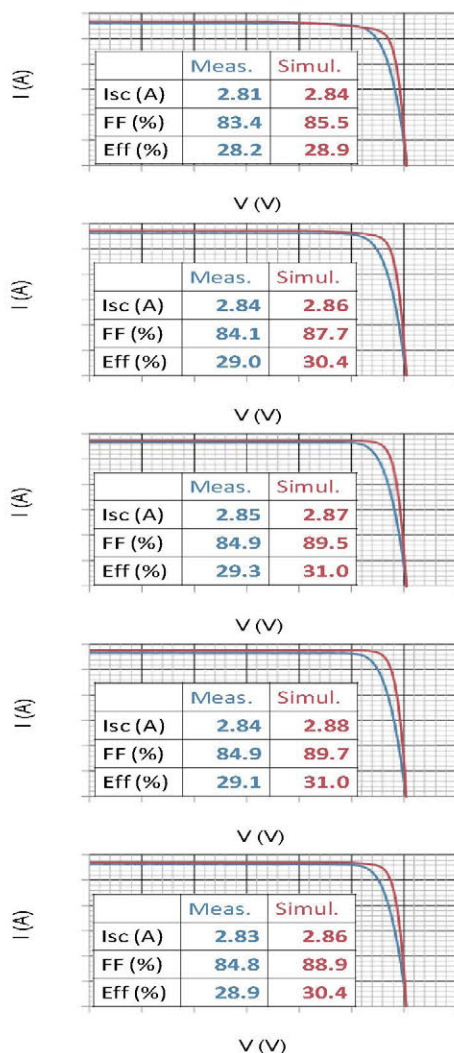 I (A)
Meas. Simul.
Isc (A) 2.81 2.84
FF (%) 83.4 85.5
Eff (%) 28.2 28.9
V (V)
I (A)
Meas. Simul.
Isc (A) 2.84 2.86
FF (%) 84.1 87.7
Eff (%) 29.0 30.4
V (V)
I (A)
Meas. Simul.
Isc (A) 2.85 2.87
FF (%) 84.9 89.5
Eff (%) 29.3 31.0
V (V)
I (A)
Meas. Simul.
Isc (A) 2.84 2.88
FF (%) 84.9 89.7
Eff (%) 29.1 31.0
V (V)
I (A)
Meas. Simul.
Isc (A) 2.83 2.86
FF (%) 84.8 88.9
Eff (%) 28.9 30.4
V (V)